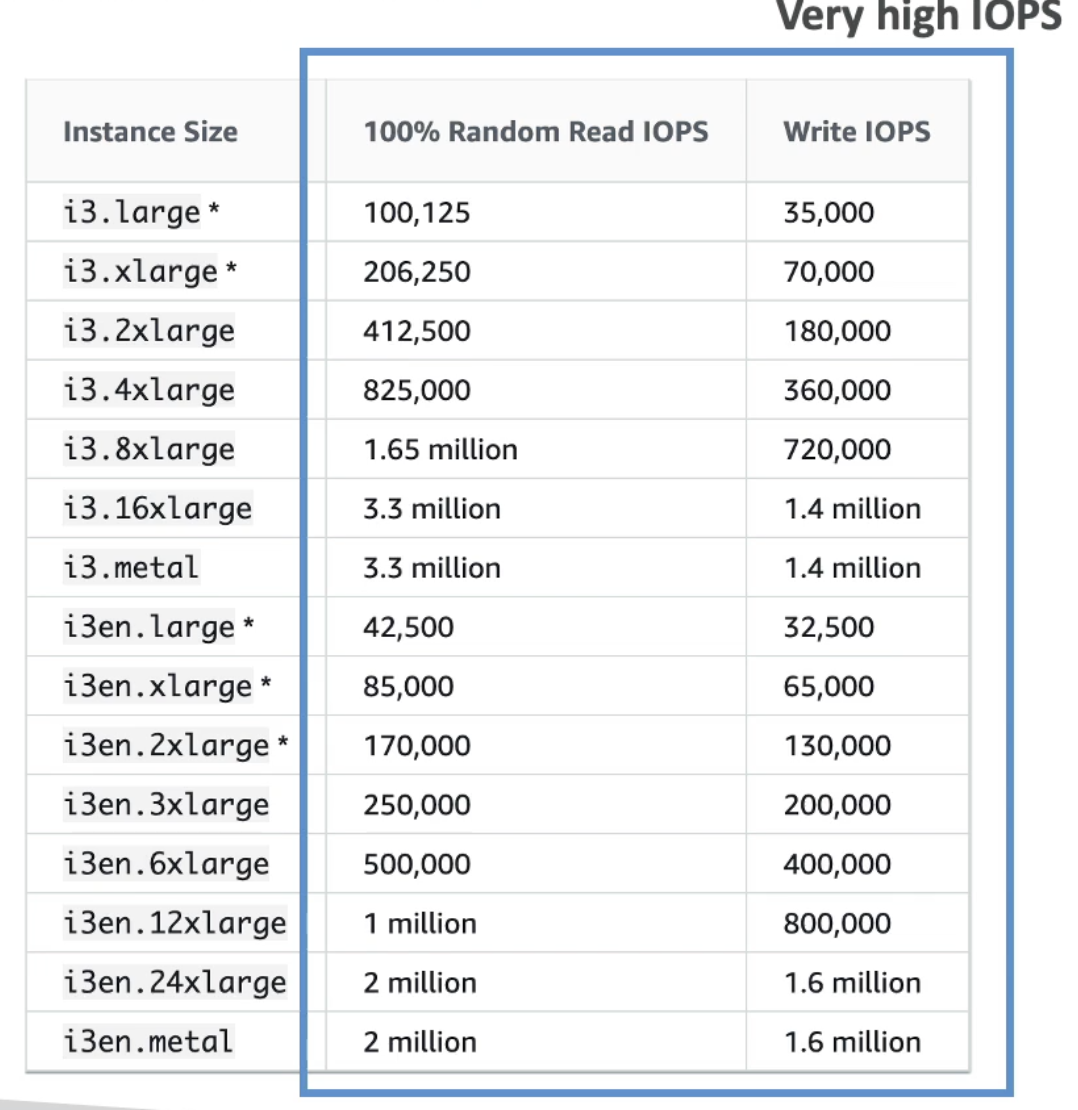 Very high IOPS
Instance Size 100% Random Read IOPS Write IOPS
i3.large * 100,125 35,000
i3.xlarge * 206,250 70,000
i3.2xlarge 412,500 180,000
i3.4xlarge 825,000 360,000
i3.8xlarge 1.65 million 720,000
i3.16xlarge 3.3 million 1.4 million
i3.metal 3.3 million 1.4 million
i3en.large * 42,500 32,500
i3en.xlarge * 85,000 65,000
i3en.2xlarge * 170,000 130,000
i3en.3xlarge 250,000 200,000
i3en.6xlarge 500,000 400,000
i3en.12xlarge 1 million 800,000
i3en.24xlarge 2 million 1.6 million
i3en.metal 2 million 1.6 million